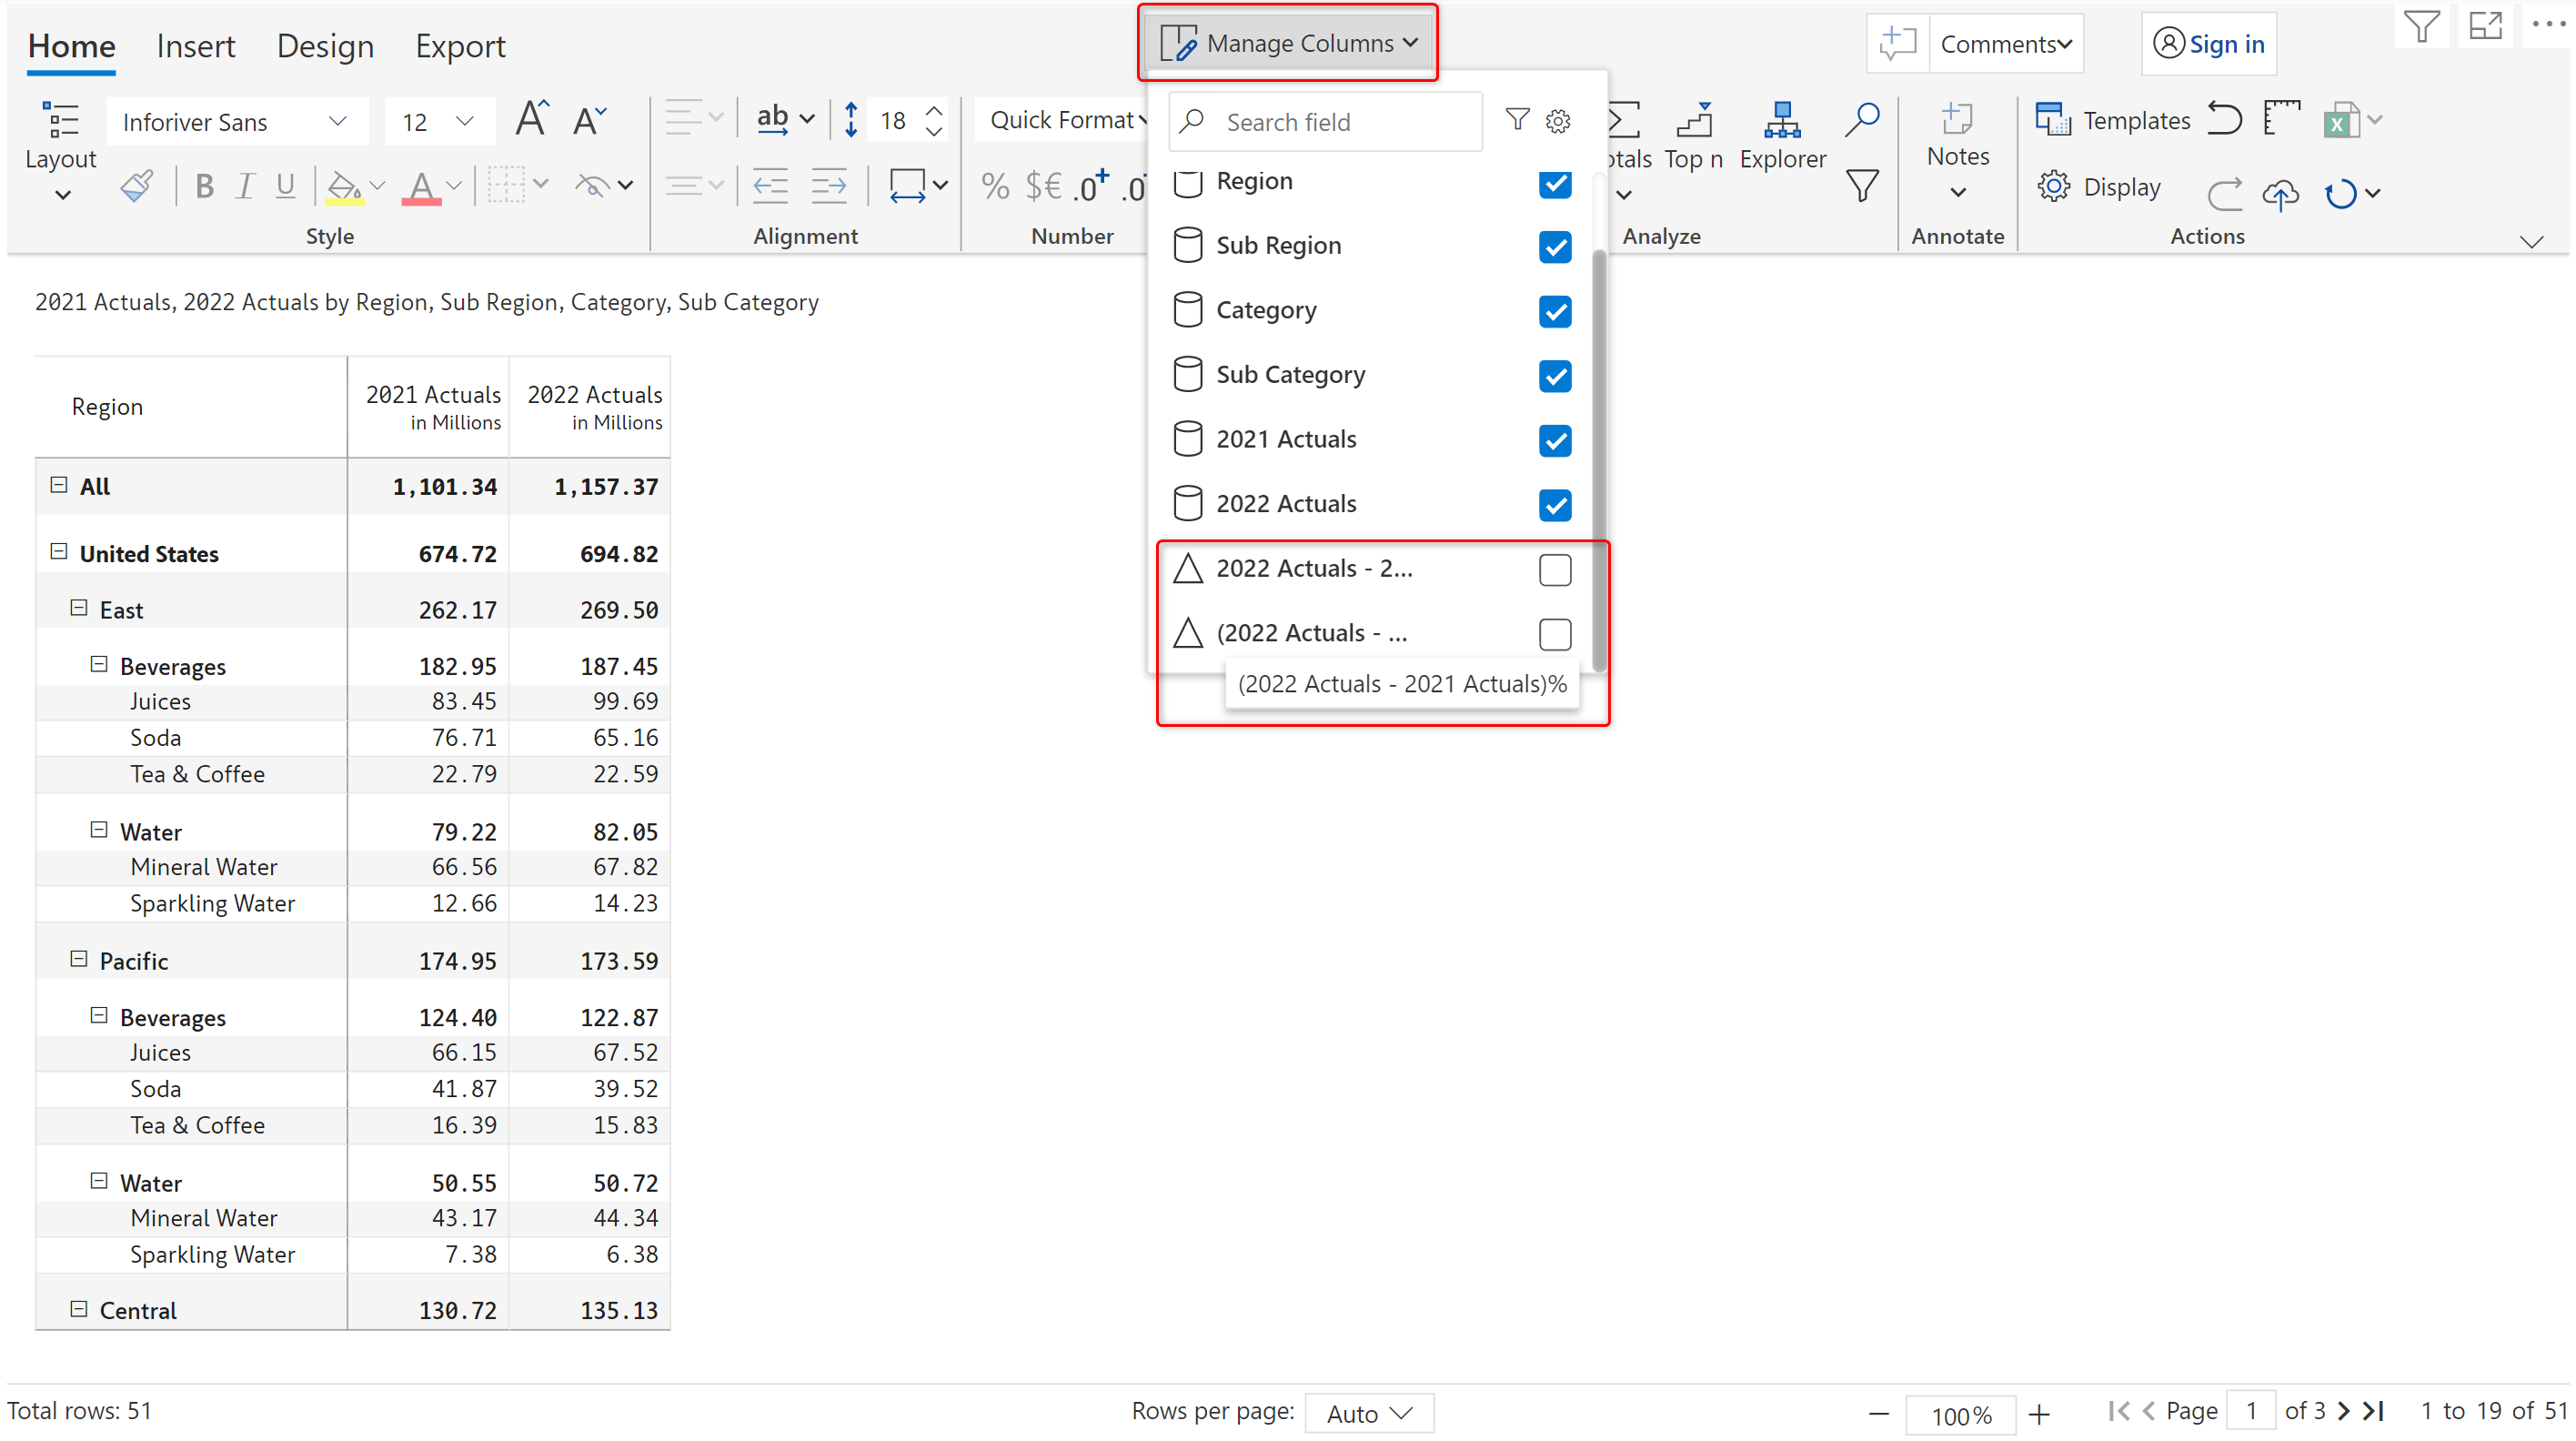 Home Insert Design Export Manage Columns Comments Sign in
Search field
Inforiver Sans 12 ab 18 Quick Format Templates
Layout otals Top n Explorer Notes
B I U A % $€ .0+ .0 Display
Style Alignment Number Analyze Annotate Actions
Region
Sub Region
Category
Sub Category
2021 Actuals
2022 Actuals
2022 Actuals - 2...
(2022 Actuals - ...
(2022 Actuals - 2021 Actuals)%
2021 Actuals, 2022 Actuals by Region, Sub Region, Category, Sub Category
Region 2021 Actuals 2022 Actuals
in Millions in Millions
All 1,101.34 1,157.37
United States 674.72 694.82
East 262.17 269.50
Beverages 182.95 187.45
Juices 83.45 99.69
Soda 76.71 65.16
Tea & Coffee 22.79 22.59
Water 79.22 82.05
Mineral Water 66.56 67.82
Sparkling Water 12.66 14.23
Pacific 174.95 173.59
Beverages 124.40 122.87
Juices 66.15 67.52
Soda 41.87 39.52
Tea & Coffee 16.39 15.83
Water 50.55 50.72
Mineral Water 43.17 44.34
Sparkling Water 7.38 6.38
Central 130.72 135.13
Total rows: 51 Rows per page: Auto 100% Page 1 of 3 1 to 19 of 51